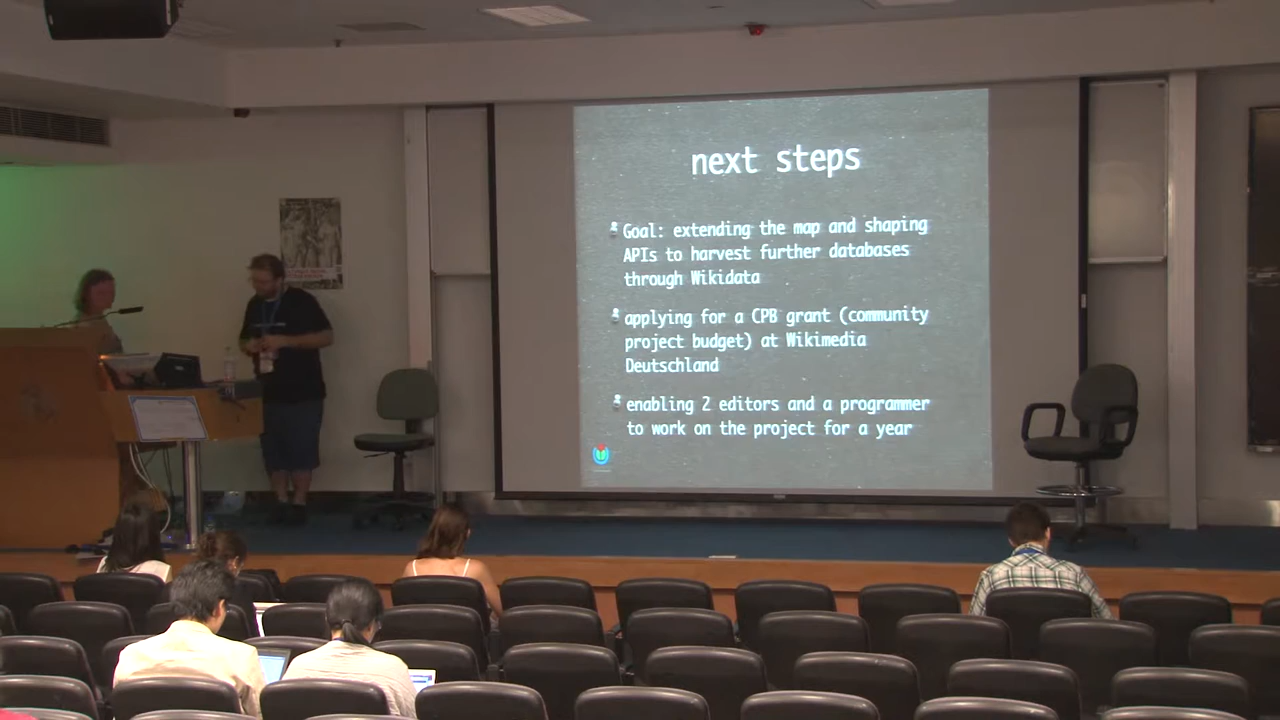 next steps
Goal: extending the map and shaping
APIs to harvest further databases
through Wikidata
applying for a CPB grant (community
project budget) at Wikimedia
Deutschland
enabling 2 editors and a programmer
to work on the project for a year